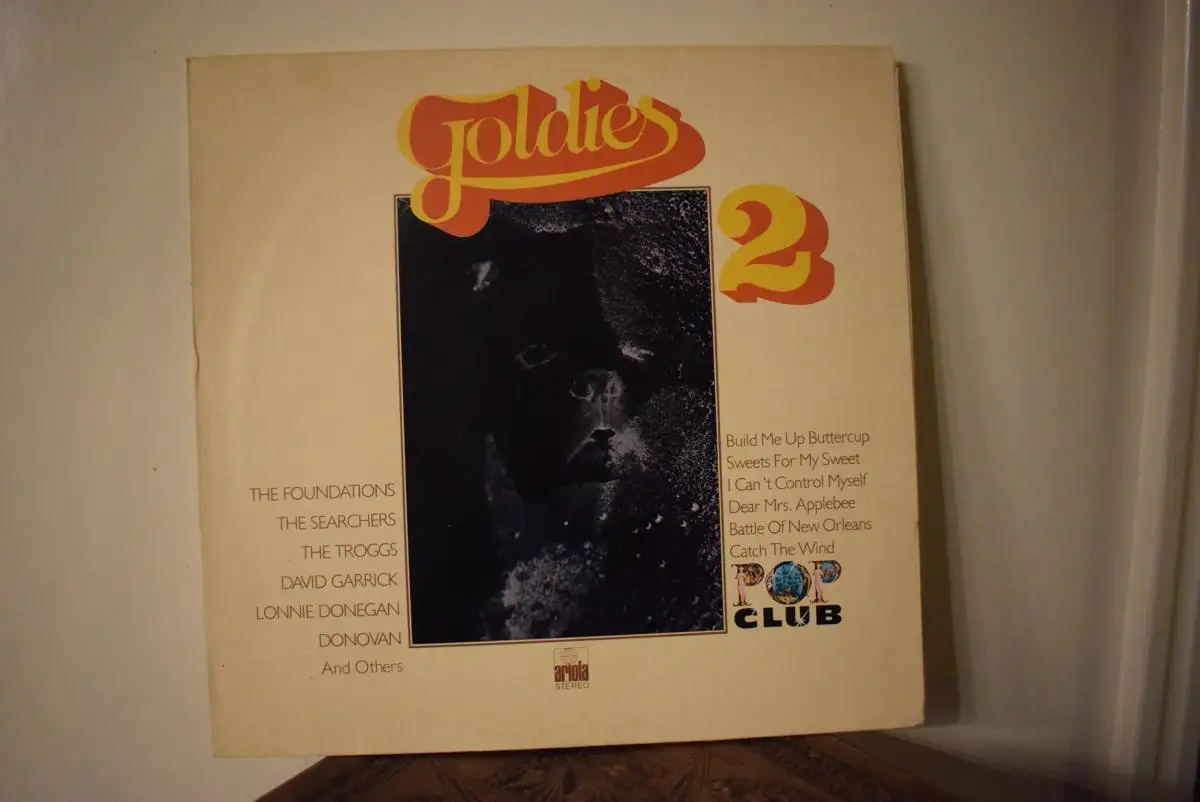 Goldies
2
THE FOUNDATIONS
THE SEARCHERS
THE TROGGS
DAVID GARRICK
LONNIE DONEGAN
DONOVAN
And Others
Build Me Up Buttercup
Sweets For My Sweet
I Can't Control Myself
Dear Mrs. Applebee
Battle Of New Orleans
Catch The Wind
POP
CLUB
ariola
STEREO